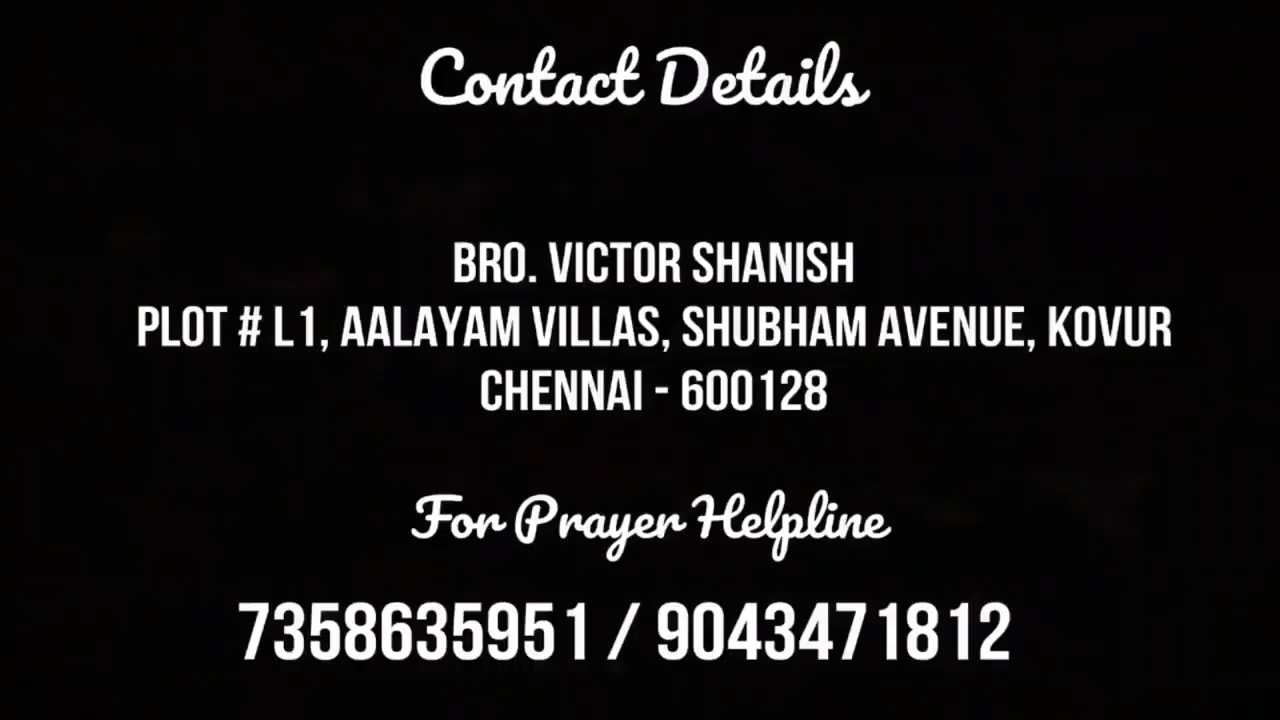 Contact Details
BRO. VICTOR SHANISH
PLOT # L1, AALAYAM VILLAS, SHUBHAM AVENUE, KOVUR
CHENNAI - 600128
For Prayer Helpline
7358635951 / 9043471812